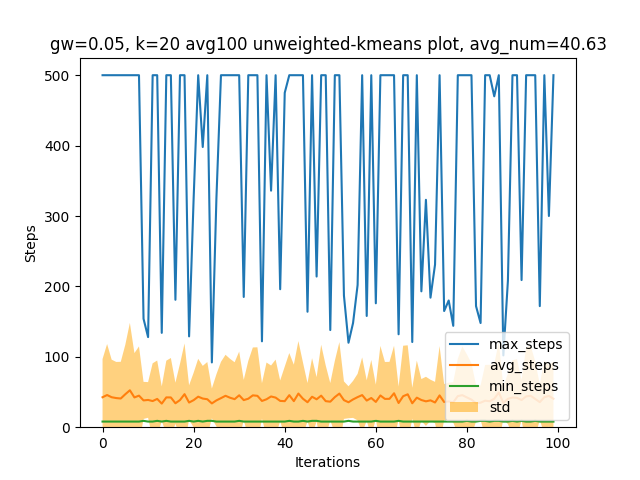 gw=0.05, k=20 avg100 unweighted-kmeans plot, avg_num=40.63
500
400
300
200
100
0
Steps
max_steps
avg_steps
min_steps
std
0
20
40
60
80
100
Iterations